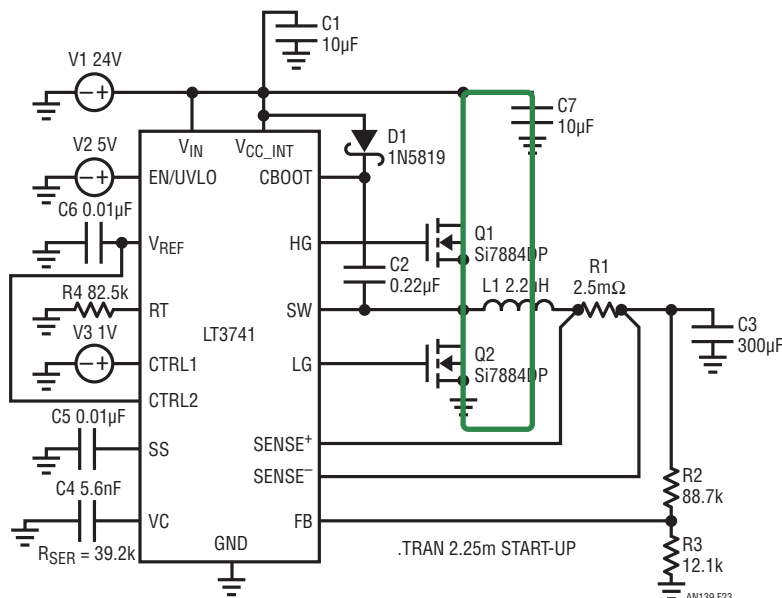 C1
10µF
V1 24V
C7
10µF
V2 5V
VIN
VCC_INT
D1
1N5819
EN/UVLO
CBOOT
C6 0.01µF
VREF
HG
Q1
Si7884DP
C2
0.22µF
L1 2.2µH
R1
2.5mΩ
R4 82.5k
RT
SW
LT3741
C3
300µF
V3 1V
CTRL1
LG
Q2
Si7884DP
CTRL2
C5 0.01µF
SS
SENSE+
SENSE–
C4 5.6nF
R2
88.7k
VC
FB
RSER = 39.2k
GND
.TRAN 2.25m START-UP
R3
12.1k
AN139 F23